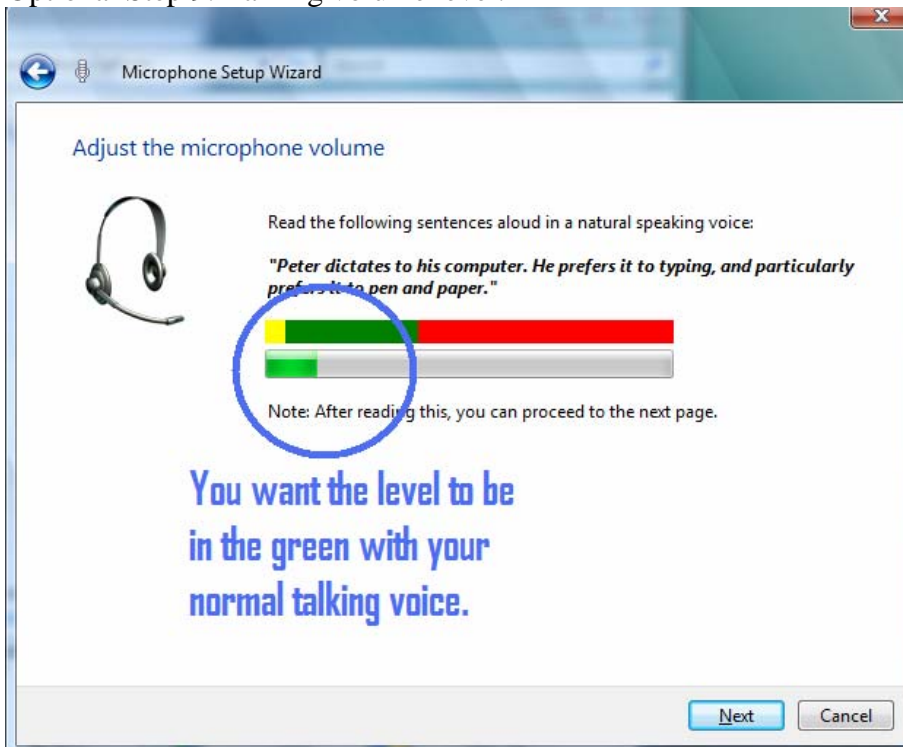 Microphone Setup Wizard
Adjust the microphone volume
Read the following sentences aloud in a natural speaking voice:
"Peter dictates to his computer. He prefers it to typing, and particularly
prefers it to pen and paper."
Note: After reading this, you can proceed to the next page.
You want the level to be
in the green with your
normal talking voice.
Next
Cancel